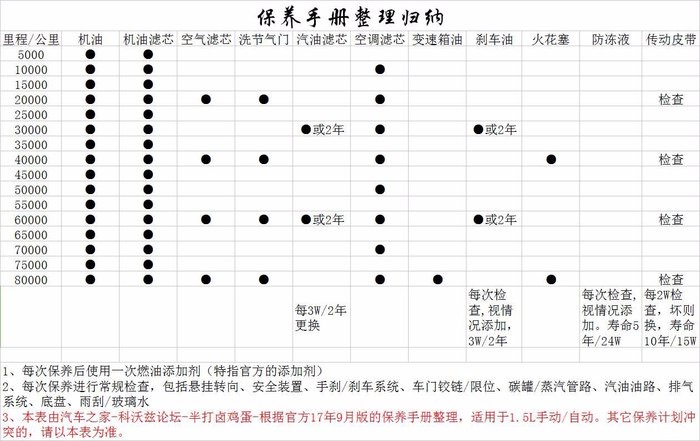 保养手册整理归纳
里程/公里 机油 机油滤芯 空气滤芯 洗节气门 汽油滤芯 空调滤芯 变速箱油 刹车油 火花塞 防冻液 传动皮带
5000 ● ●
10000 ● ● ●
15000 ● ●
20000 ● ● ● ● ● 检查
25000 ● ●
30000 ● ● ●或2年 ● ●或2年
35000 ● ●
40000 ● ● ● ● ● ● 检查
45000 ● ●
50000 ● ● ●
55000 ● ●
60000 ● ● ● ● ●或2年 ● ●或2年 检查
65000 ● ●
70000 ● ● ●
75000 ● ●
80000 ● ● ● ● ● ● ● 检查
每3W/2年
更换
每次检
查,视情
况添加,
3W/2年
每次检查,
视情况添
加。寿命5
年/24W
每2W检
查，坏则
换，寿命
10年/15W
1、每次保养后使用一次燃油添加剂（特指官方的添加剂）
2、每次保养进行常规检查，包括悬挂转向、安全装置、手刹/刹车系统、车门铰链/限位、碳罐/蒸汽管路、汽油油路、排气
系统、底盘、雨刮/玻璃水
3、本表由汽车之家-科沃兹论坛-半打卤鸡蛋-根据官方17年9月版的保养手册整理，适用于1.5L手动/自动。其它保养计划冲
突的，请以本表为准。